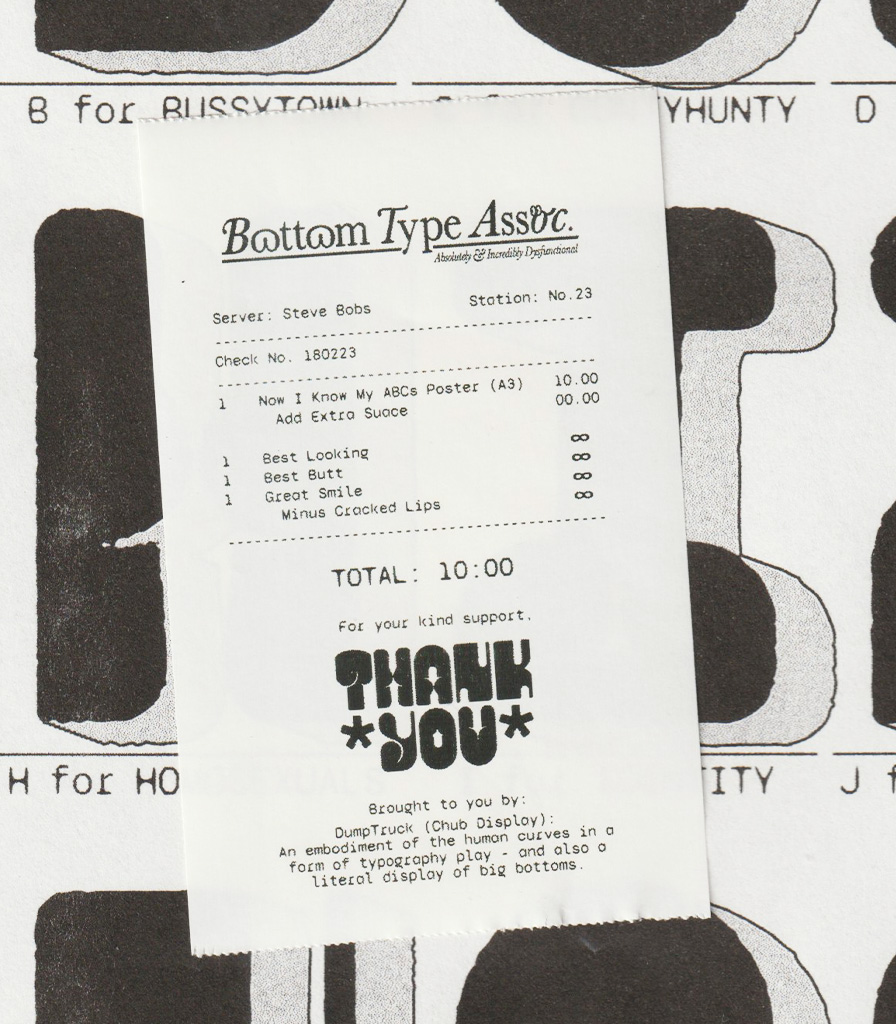 B for BUSSYTOWN
YHUNTY
D
Bottom Type Assoc.
Absolutely & Incredibly Dysfunctional
Server: Steve Bobs Station: No.23
Check No. 180223
1 Now I Know My ABCs Poster (A3) 10.00
Add Extra Suace 00.00
∞
1 Best Looking ∞
1 Best Butt ∞
1 Great Smile ∞
Minus Cracked Lips
TOTAL: 10:00
For your kind support,
THANK
*YOU*
Brought to you by:
DumpTruck (Chub Display):
An embodiment of the human curves in a
form of typography play - and also a
literal display of big bottoms.
H for HO
TITY
J f